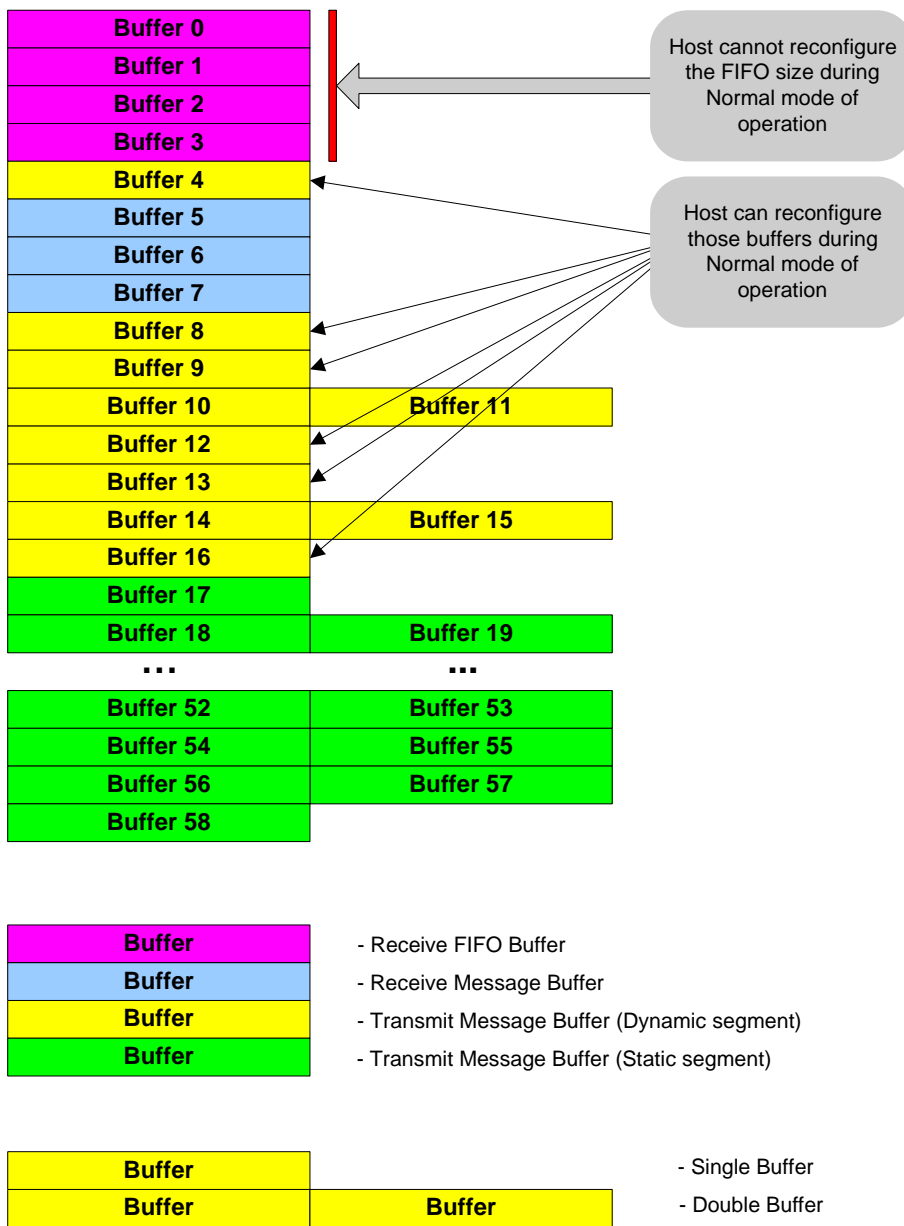 Buffer 0
Buffer 1
Buffer 2
Buffer 3
Buffer 4
Buffer 5
Buffer 6
Buffer 7
Buffer 8
Buffer 9
Buffer 10 Buffer 11
Buffer 12
Buffer 13
Buffer 14 Buffer 15
Buffer 16
Buffer 17
Buffer 18 Buffer 19
... ...
Buffer 52 Buffer 53
Buffer 54 Buffer 55
Buffer 56 Buffer 57
Buffer 58
Host cannot reconfigure
the FIFO size during
Normal mode of
operation
Host can reconfigure
those buffers during
Normal mode of
operation
Buffer - Receive FIFO Buffer
Buffer - Receive Message Buffer
Buffer - Transmit Message Buffer (Dynamic segment)
Buffer - Transmit Message Buffer (Static segment)
Buffer - Single Buffer
Buffer Buffer - Double Buffer